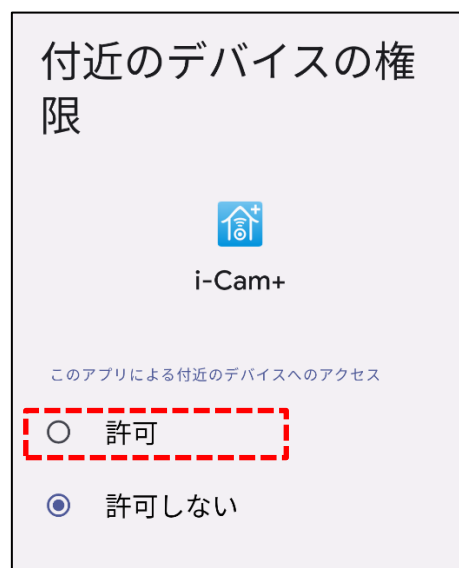 付近のデバイスの権
限
i-Cam+
このアプリによる付近のデバイスへのアクセス
許可
許可しない